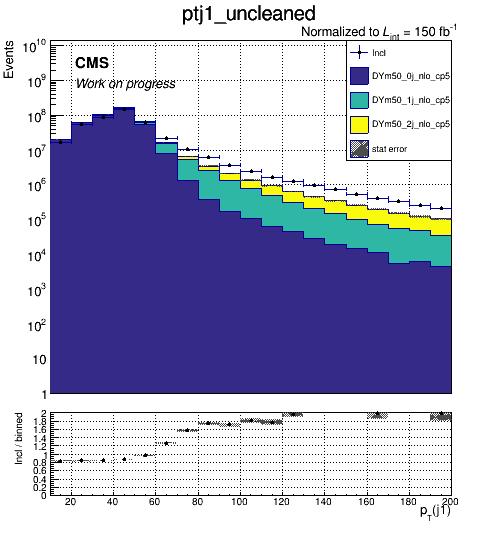 ptj1_uncleaned
Normalized to L_int = 150 fb^-1
Events
CMS
Work on progress
Incl
DYm50_0j_nlo_cp5
DYm50_1j_nlo_cp5
DYm50_2j_nlo_cp5
stat error
10^10
10^9
10^8
10^7
10^6
10^5
10^4
10^3
10^2
10
1
Incl / binned
2
1.8
1.6
1.4
1.2
1
0.8
0.6
0.4
0.2
0
20 40 60 80 100 120 140 160 180 200
p_T(j1)